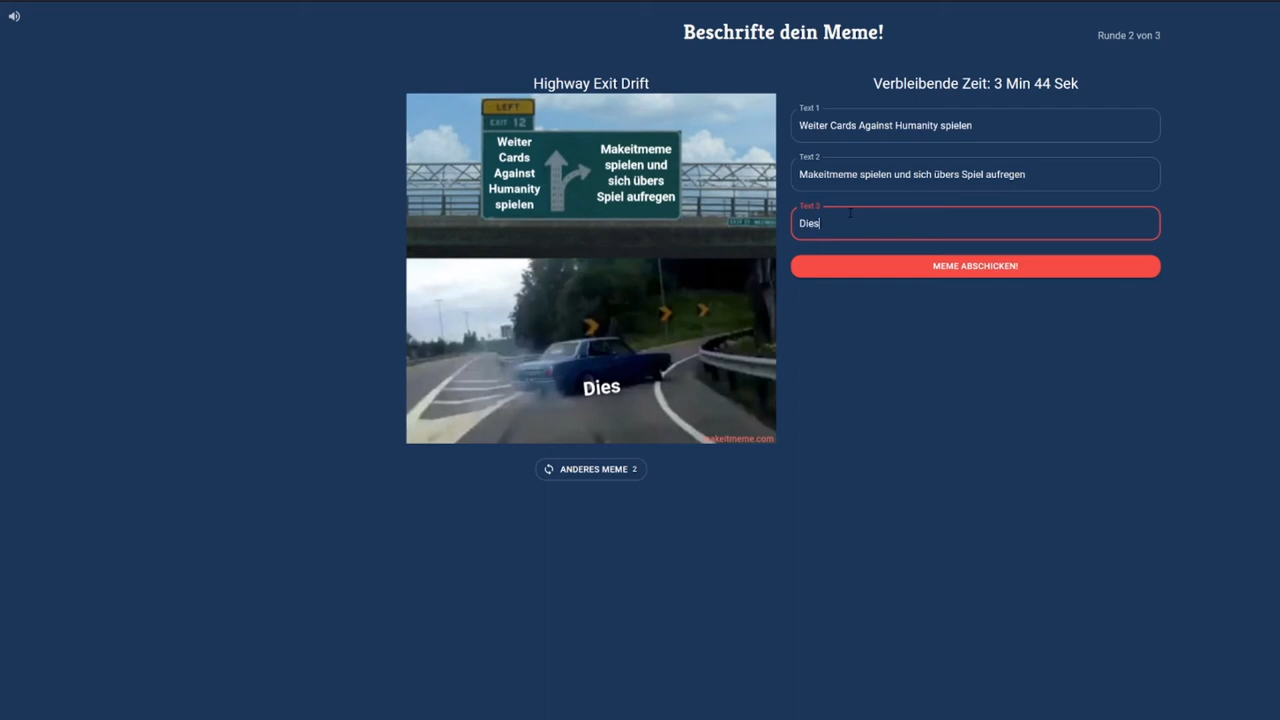 Beschrifte dein Meme!
Runde 2 von 3
Highway Exit Drift
LEFT
EXIT 12
Weiter
Cards
Against
Humanity
spielen
Makeitmeme
spielen und
sich übers
Spiel aufregen
Dies
makeitmeme.com
ANDERES MEME 2
Verbleibende Zeit: 3 Min 44 Sek
Text 1
Weiter Cards Against Humanity spielen
Text 2
Makeitmeme spielen und sich übers Spiel aufregen
Text 3
Dies
MEME ABSCHICKEN!